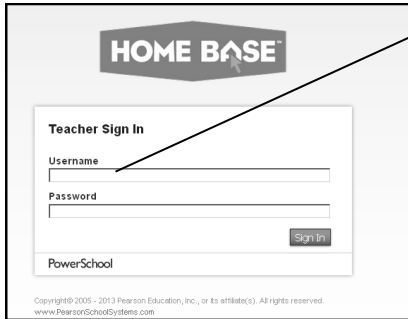 HOME BASE™
Teacher Sign In
Username
Password
Sign In
PowerSchool
Copyright© 2005 - 2013 Pearson Education, Inc., or its affiliate(s). All rights reserved.
www.PearsonSchoolSystems.com